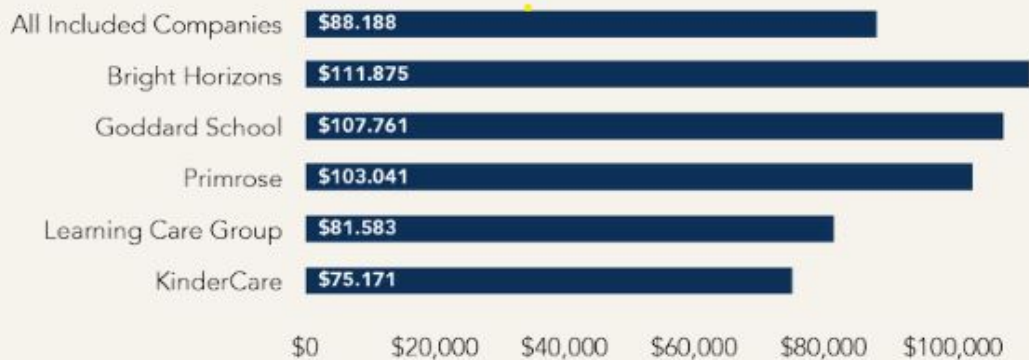 All Included Companies $88.188
Bright Horizons $111.875
Goddard School $107.761
Primrose $103.041
Learning Care Group $81.583
KinderCare $75.171
$0 $20,000 $40,000 $60,000 $80,000 $100,000